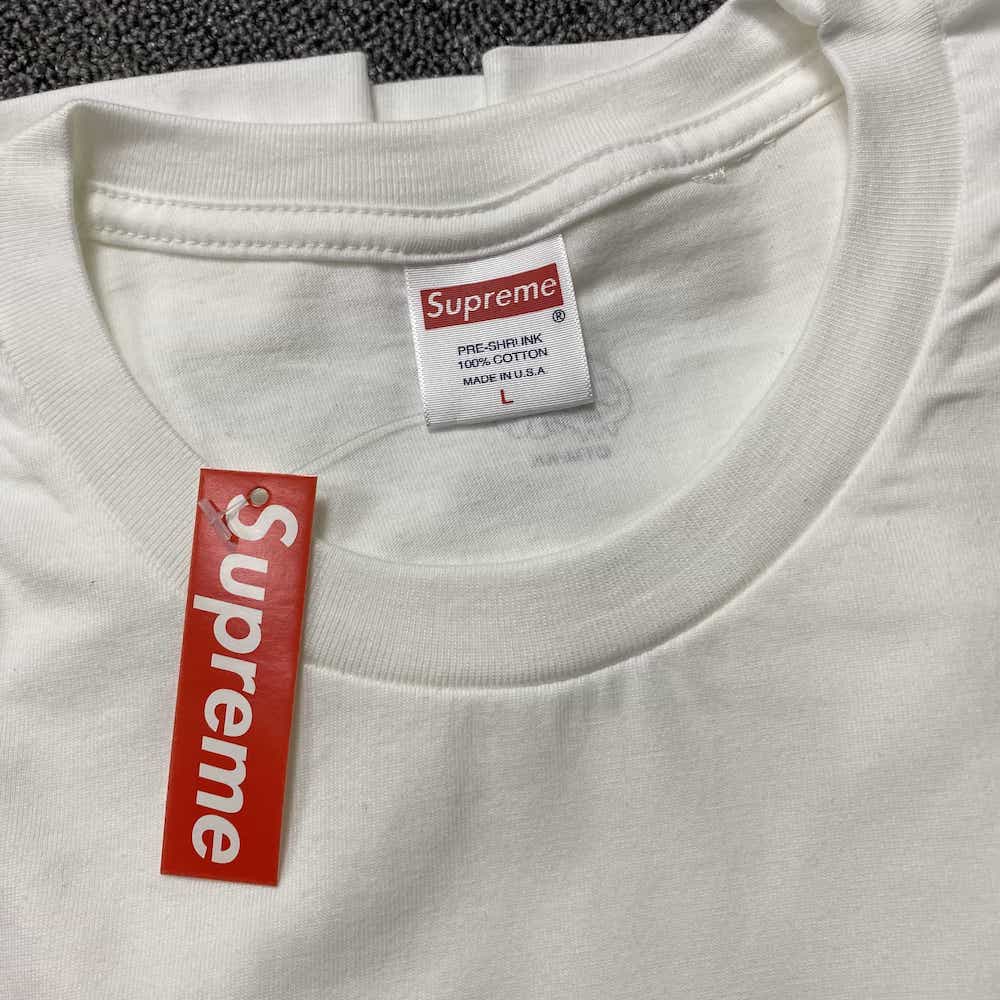 Supreme
®
PRE-SHRUNK
100% COTTON
MADE IN U.S.A.
L
Supreme